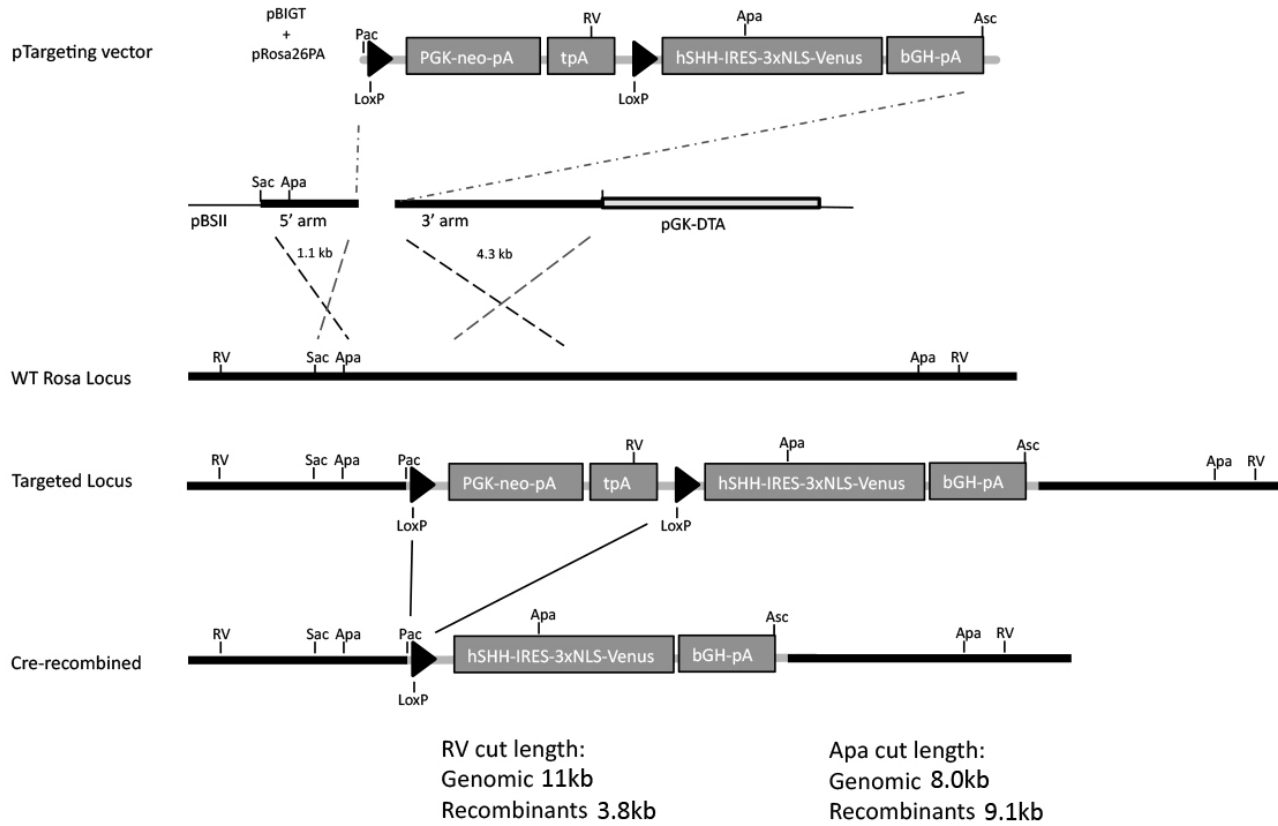 pTargeting vector
pBIGT
+
pRosa26PA
Pac
RV
Apa
Asc
PGK-neo-pA
tpA
hSHH-IRES-3xNLS-Venus
bGH-pA
LoxP
LoxP
Sac Apa
pBSII
5' arm
3' arm
pGK-DTA
1.1 kb
4.3 kb
WT Rosa Locus
RV
Sac
Apa
Apa
RV
Targeted Locus
RV
Sac
Apa
Pac
RV
Apa
Asc
Apa
RV
PGK-neo-pA
tpA
hSHH-IRES-3xNLS-Venus
bGH-pA
LoxP
LoxP
Cre-recombined
RV
Sac
Apa
Pac
Apa
Asc
Apa
RV
hSHH-IRES-3xNLS-Venus
bGH-pA
LoxP
RV cut length:
Genomic 11kb
Recombinants 3.8kb
Apa cut length:
Genomic 8.0kb
Recombinants 9.1kb